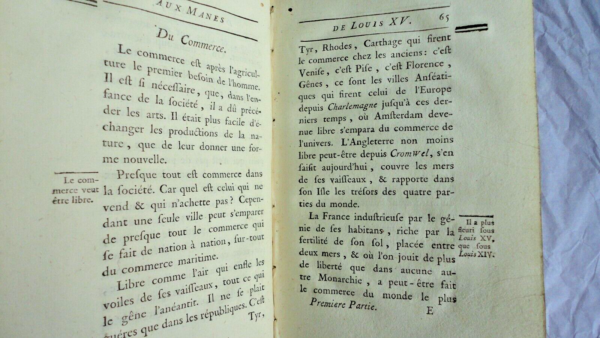 AUX MANES
Du Commerce.
Le commerce est après l'agricul-
ture le premier besoin de l'homme.
Il est si nécessaire, que, dans l'en-
fance de la société, il a dû précé-
der les arts. Il était plus facile d'é-
changer les productions de la na-
ture, que de leur donner une for-
me nouvelle.
Le com-
merce veut
être libre.
Presque tout est commerce dans
la société. Car quel est celui qui ne
vend & qui n'achette pas? Cepen-
dant une seule ville peut s'emparer
de presque tout le commerce qui
se fait de nation à nation, sur-tout
du commerce maritime.
Libre comme l'air qui enfle les
voiles de ses vaisseaux, tout ce qui
le gêne l'anéantit. Il ne se plait
guéres que dans les républiques. C'est
Tyr,
DE LOUIS XV. 65
Tyr, Rhodes, Carthage qui firent
le commerce chez les anciens: c'est
Venise, c'est Pise, c'est Florence,
Gênes, ce sont les villes Anséati-
ques qui firent celui de l'Europe
depuis Charlemagne jusqu'à ces der-
niers temps, où Amsterdam deve-
nue libre s'empara du commerce de
l'univers. L'Angleterre non moins
libre peut-être depuis Cromwel, s'en
saisit aujourd'hui, couvre les mers
de ses vaisseaux, & rapporte dans
son Isle les trésors des quatre par-
ties du monde.
La France industrieuse par le gé-
nie de ses habitans, riche par la
fertilité de son sol, placée entre
deux mers, & où l'on jouit de plus
de liberté que dans aucune au-
tre Monarchie, a peut-être fait
le commerce du monde le plus
Il a plus
fleuri sous
Louis XV.
que sous
Louis XIV.
Premiere Partie. E